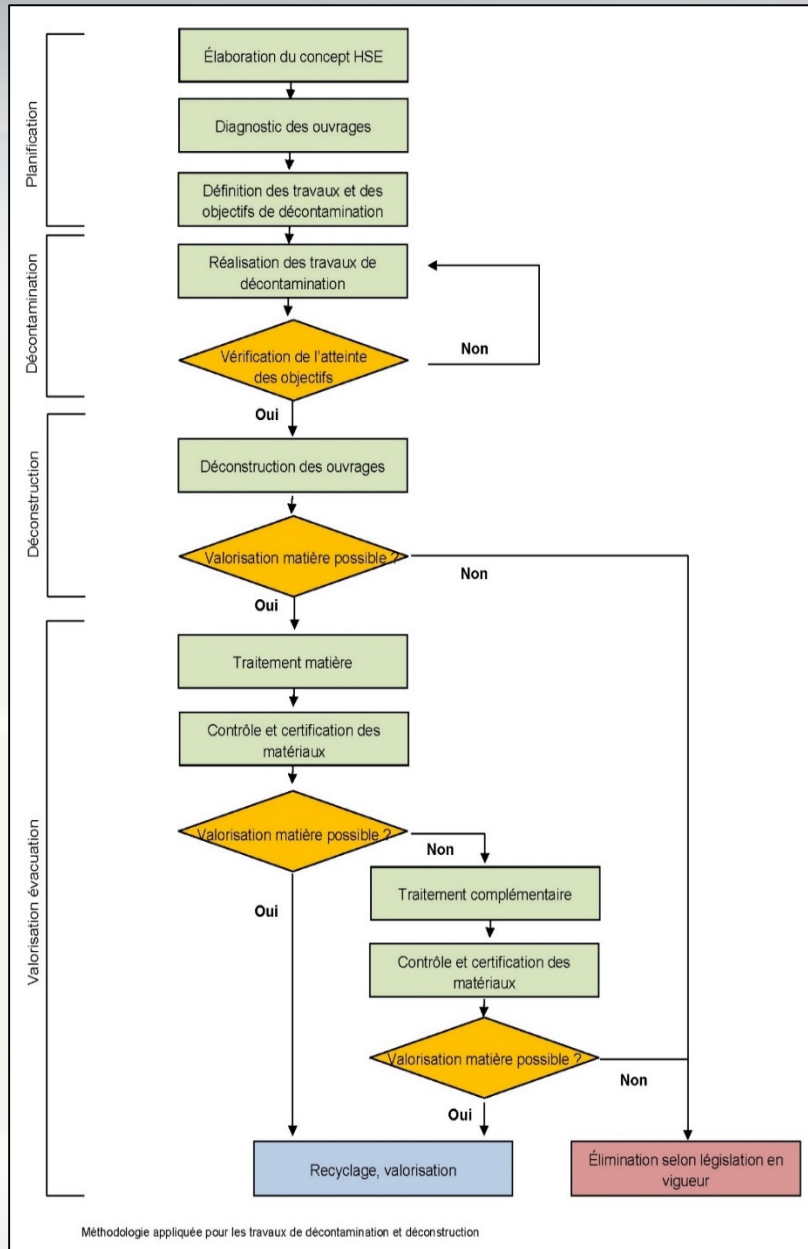 Planification
Élaboration du concept HSE
Diagnostic des ouvrages
Définition des travaux et des
objectifs de décontamination
Décontamination
Réalisation des travaux de
décontamination
Vérification de l'atteinte
des objectifs
Non
Oui
Déconstruction
Déconstruction des ouvrages
Valorisation matière possible ?
Non
Oui
Valorisation évacuation
Traitement matière
Contrôle et certification des
matériaux
Valorisation matière possible ?
Non
Oui
Traitement complémentaire
Contrôle et certification des
matériaux
Valorisation matière possible ?
Non
Oui
Recyclage, valorisation
Élimination selon législation en
vigueur
Méthodologie appliquée pour les travaux de décontamination et déconstruction